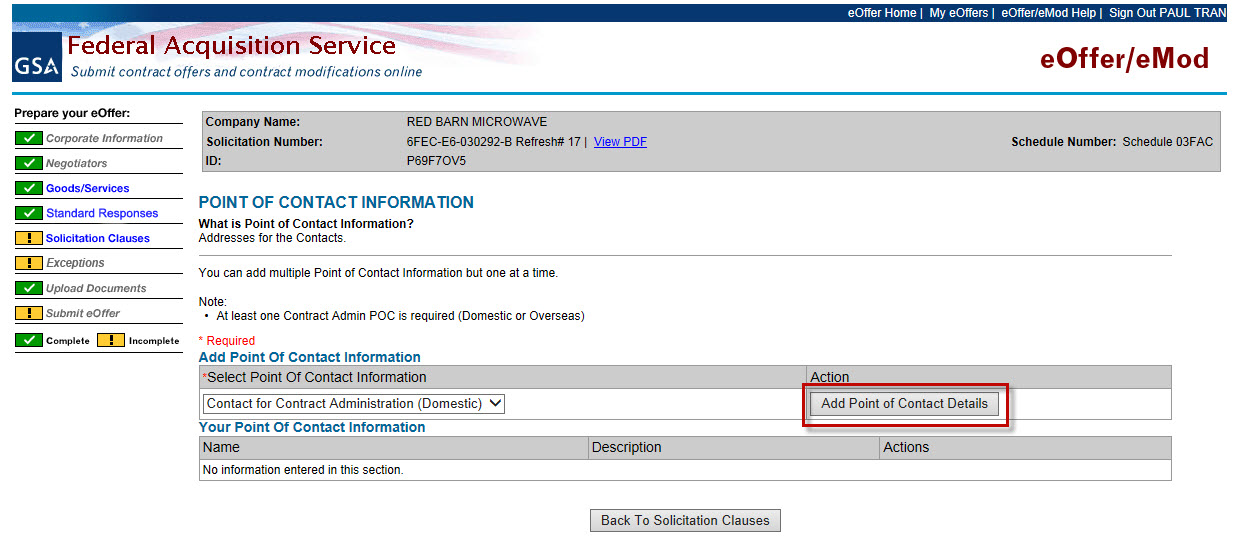 eOffer Home | My eOffers | eOffer/eMod Help | Sign Out PAUL TRAN
GSA
Federal Acquisition Service
Submit contract offers and contract modifications online
eOffer/eMod
Prepare your eOffer:
Corporate Information
Negotiators
Goods/Services
Standard Responses
Solicitation Clauses
Exceptions
Upload Documents
Submit eOffer
Complete Incomplete
Company Name: RED BARN MICROWAVE
Solicitation Number: 6FEC-E6-030292-B Refresh# 17 | View PDF Schedule Number: Schedule 03FAC
ID: P69F7OV5
POINT OF CONTACT INFORMATION
What is Point of Contact Information?
Addresses for the Contacts.
You can add multiple Point of Contact Information but one at a time.
Note:
• At least one Contract Admin POC is required (Domestic or Overseas)
* Required
Add Point Of Contact Information
*Select Point Of Contact Information Action
Contact for Contract Administration (Domestic) Add Point of Contact Details
Your Point Of Contact Information
Name Description Actions
No information entered in this section.
Back To Solicitation Clauses